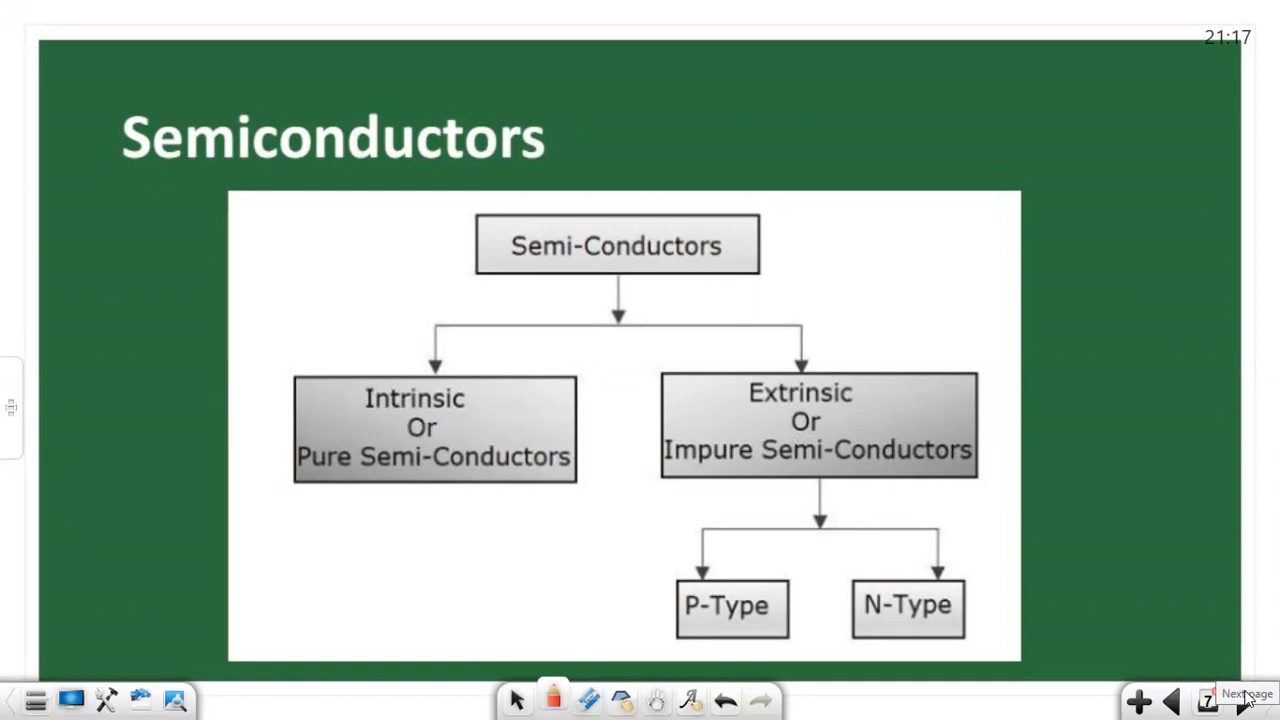 21:17
Semiconductors
Semi-Conductors
Intrinsic
Or
Pure Semi-Conductors
Extrinsic
Or
Impure Semi-Conductors
P-Type
N-Type
7
Next page